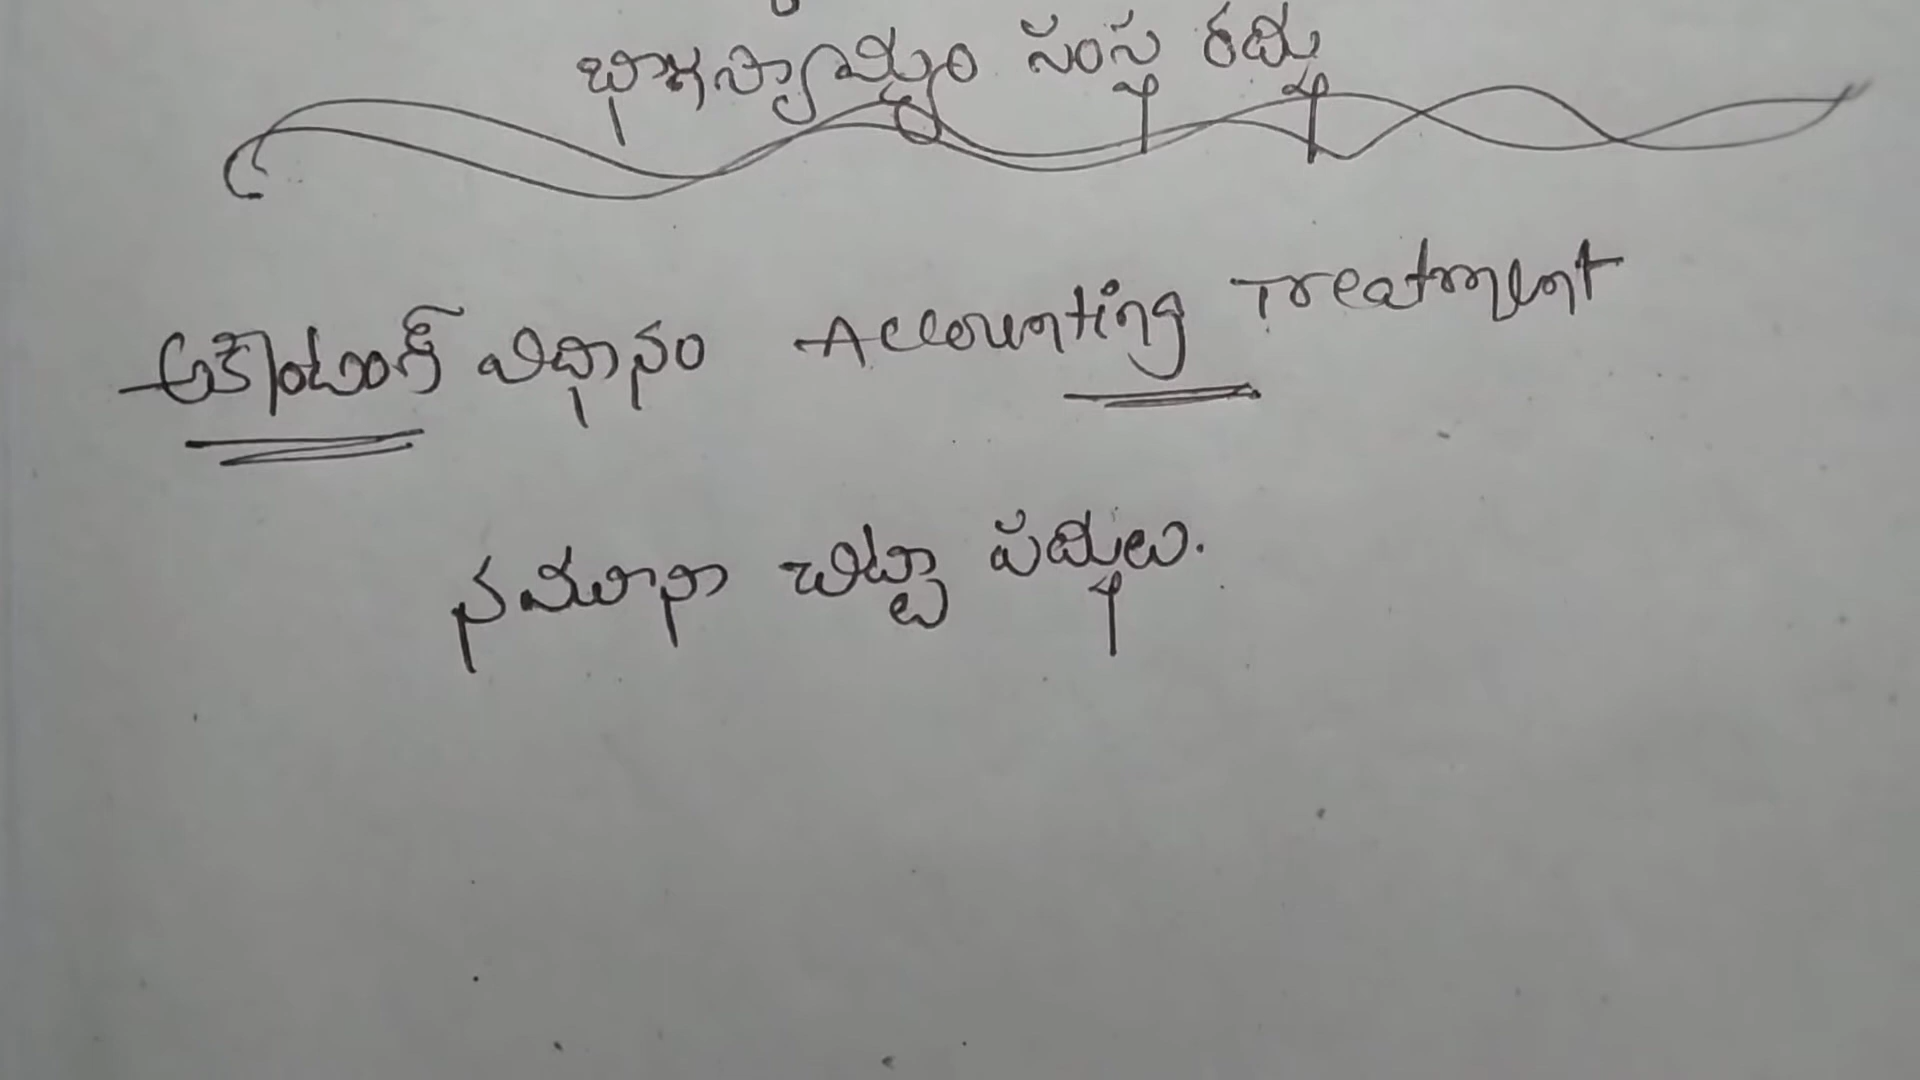 భాగస్వామ్యం సంస్థ రద్దు
అకౌంటింగ్ విధానం Accounting Treatment
నమూనా చిట్టా పద్దులు.